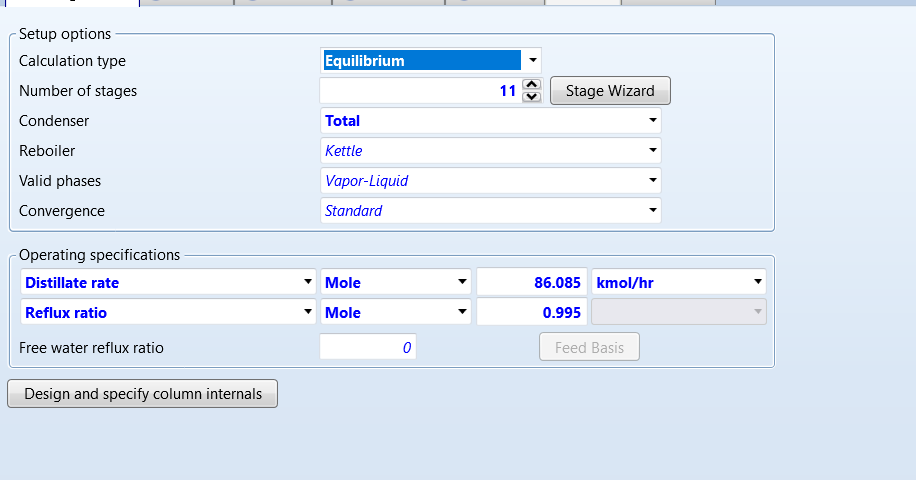 Setup options
Calculation type Equilibrium
Number of stages 11 Stage Wizard
Condenser Total
Reboiler Kettle
Valid phases Vapor-Liquid
Convergence Standard
Operating specifications
Distillate rate Mole 86.085 kmol/hr
Reflux ratio Mole 0.995
Free water reflux ratio 0 Feed Basis
Design and specify column internals